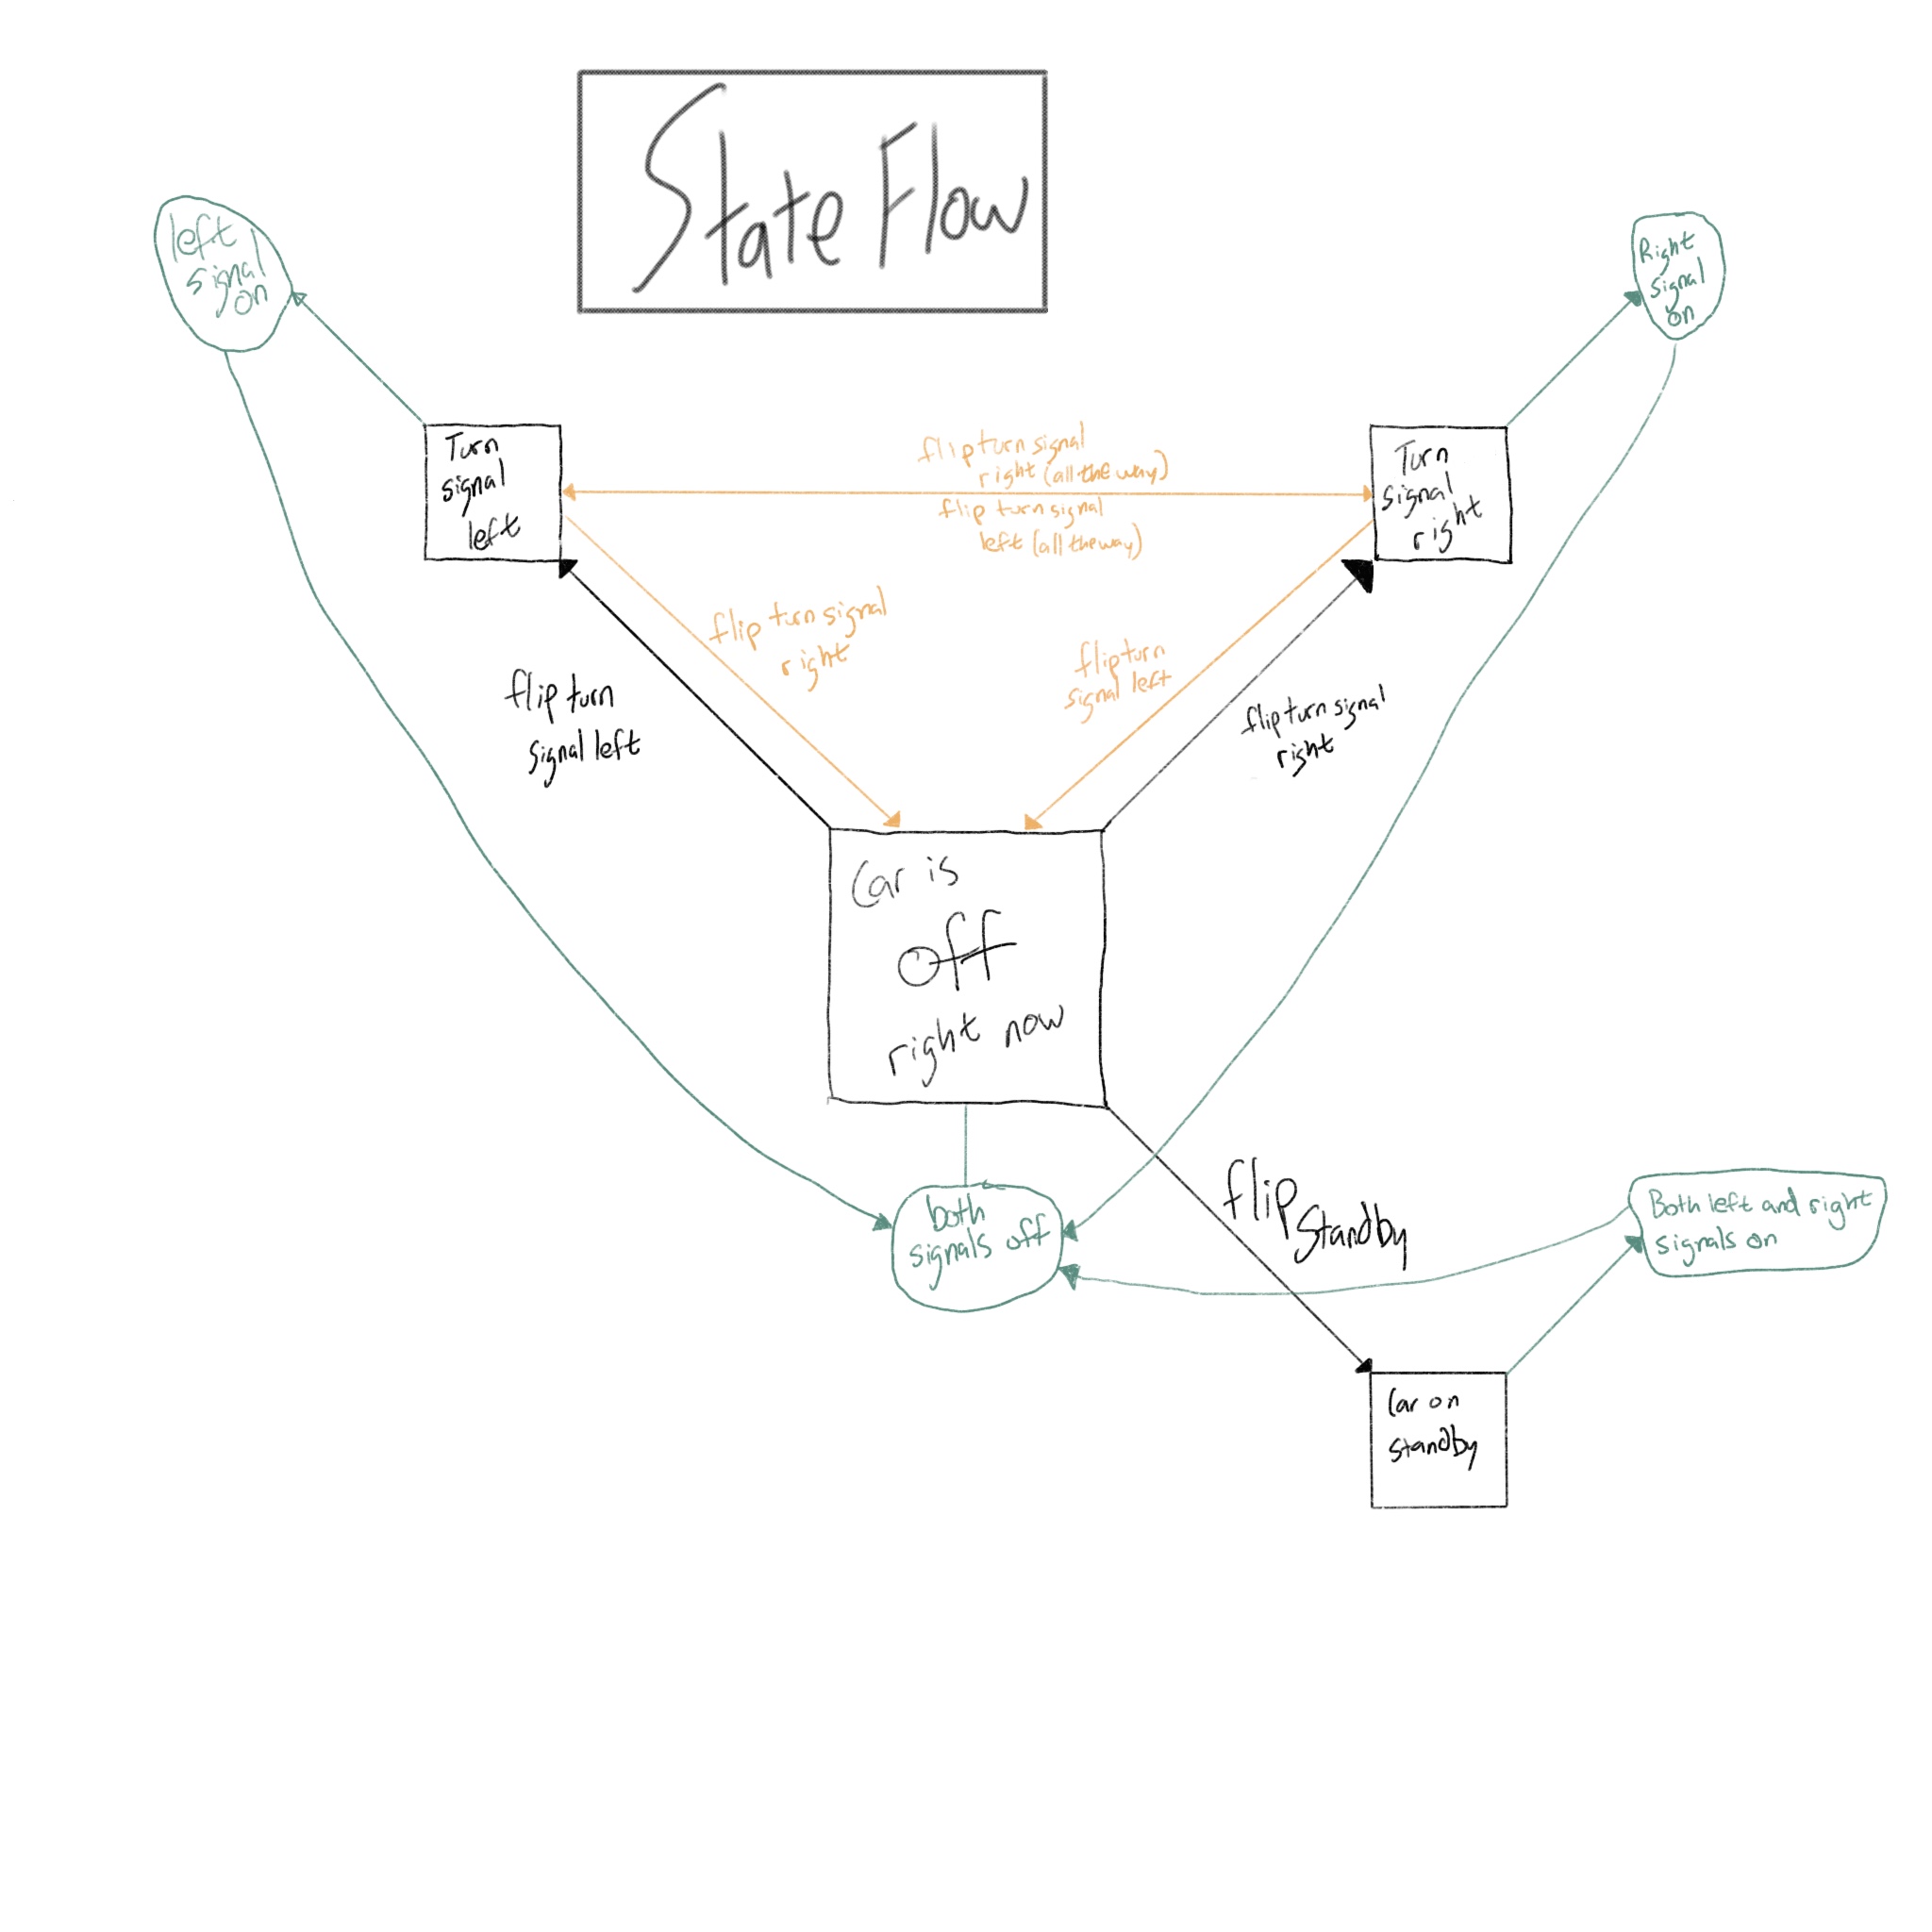 State Flow
left
signal
on
Right
signal
on
Turn
signal
left
flip turn signal
right (all the way)
flip turn signal
left (all the way)
Turn
signal
right
flip turn signal
right
flip turn
signal left
flip turn
signal left
flip turn signal
right
Car is
off
right now
flip
Standby
both
signals off
Both left and right
signals on
Car on
standby